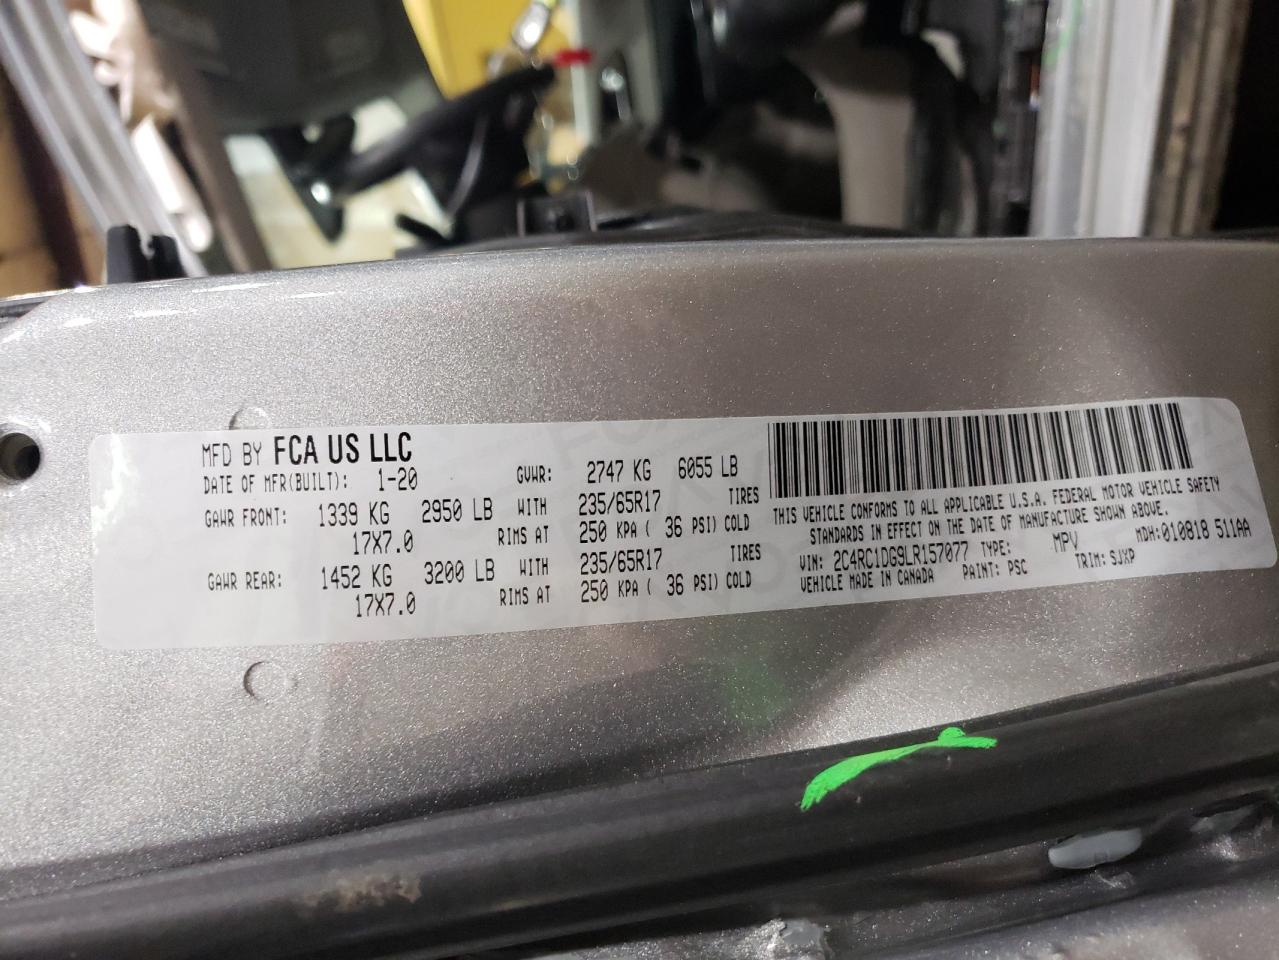 MFD BY FCA US LLC
DATE OF MFR(BUILT): 1-20 GVWR: 2747 KG 6055 LB
GAWR FRONT: 1339 KG 2950 LB WITH 235/65R17 TIRES
17X7.0 RIMS AT 250 KPA ( 36 PSI) COLD
GAWR REAR: 1452 KG 3200 LB WITH 235/65R17 TIRES
17X7.0 RIMS AT 250 KPA ( 36 PSI) COLD
THIS VEHICLE CONFORMS TO ALL APPLICABLE U.S.A. FEDERAL MOTOR VEHICLE SAFETY
STANDARDS IN EFFECT ON THE DATE OF MANUFACTURE SHOWN ABOVE.
VIN: 2C4RC1DG9LR157077 TYPE: MPV MDH:010818 511AA
VEHICLE MADE IN CANADA PAINT: PSC TRIM: SJXP